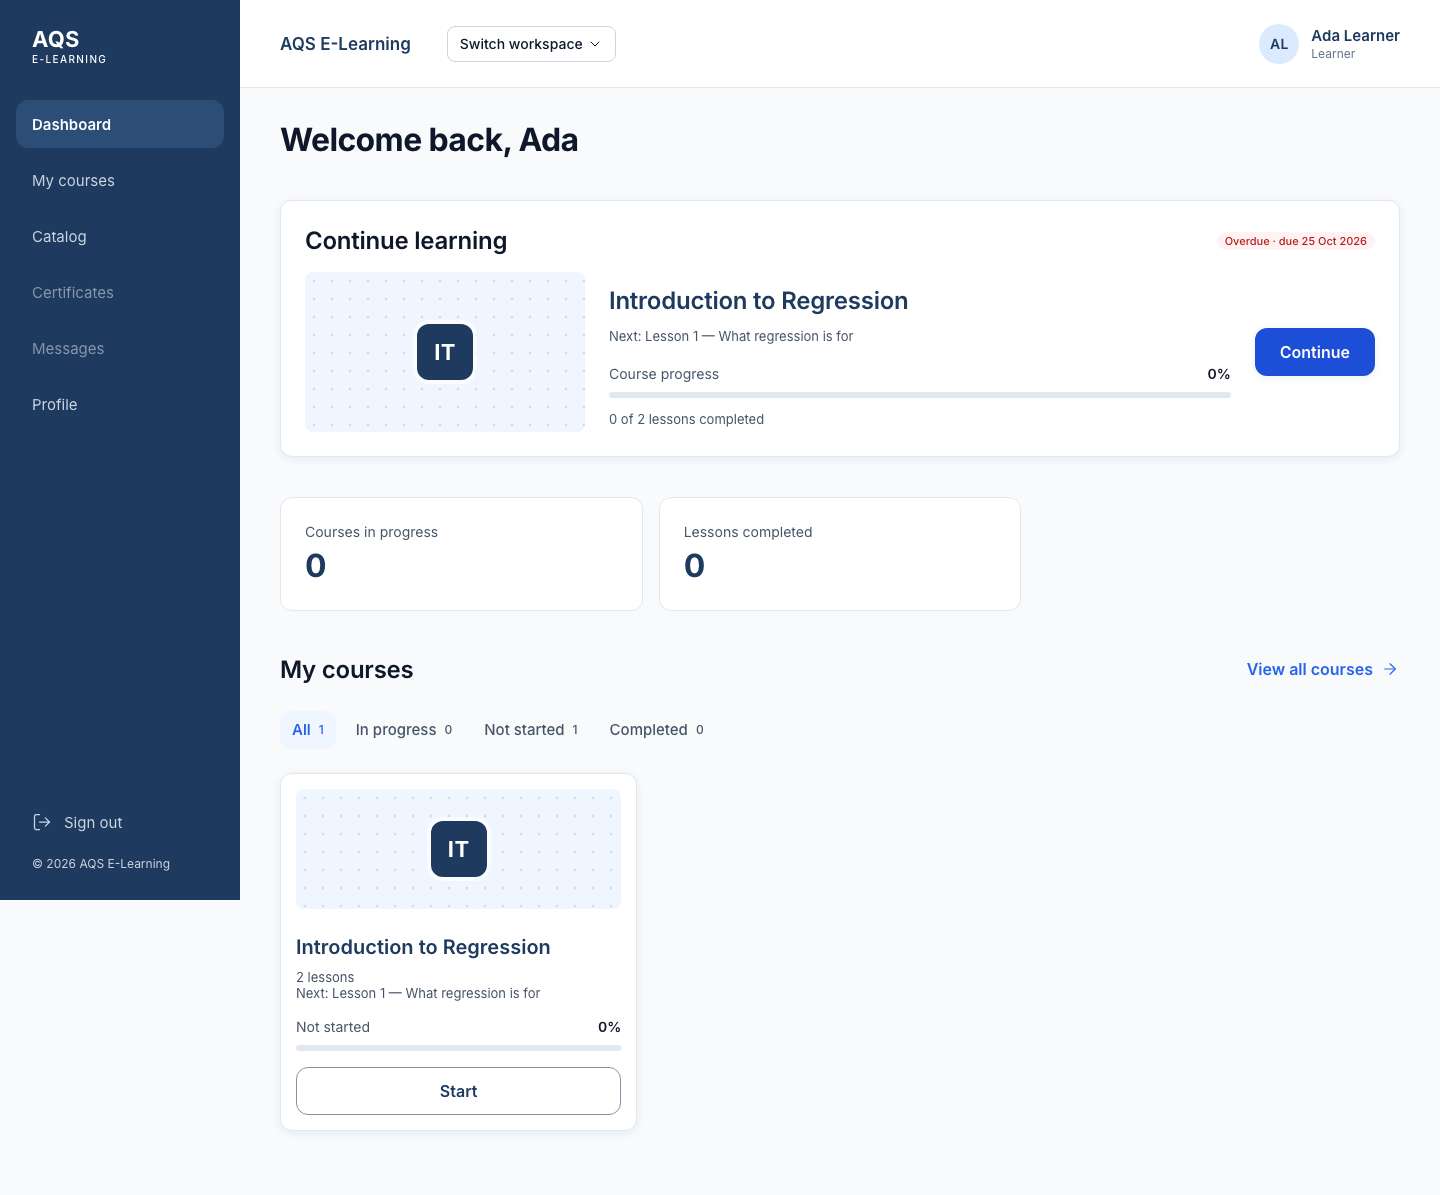 AQS
E-LEARNING
Dashboard
My courses
Catalog
Certificates
Messages
Profile
Sign out
© 2026 AQS E-Learning
AQS E-Learning
Switch workspace
AL
Ada Learner
Learner
Welcome back, Ada
Continue learning
Overdue · due 25 Oct 2026
IT
Introduction to Regression
Next: Lesson 1 — What regression is for
Course progress 0%
0 of 2 lessons completed
Continue
Courses in progress
0
Lessons completed
0
My courses
View all courses
All 1 In progress 0 Not started 1 Completed 0
IT
Introduction to Regression
2 lessons
Next: Lesson 1 — What regression is for
Not started 0%
Start